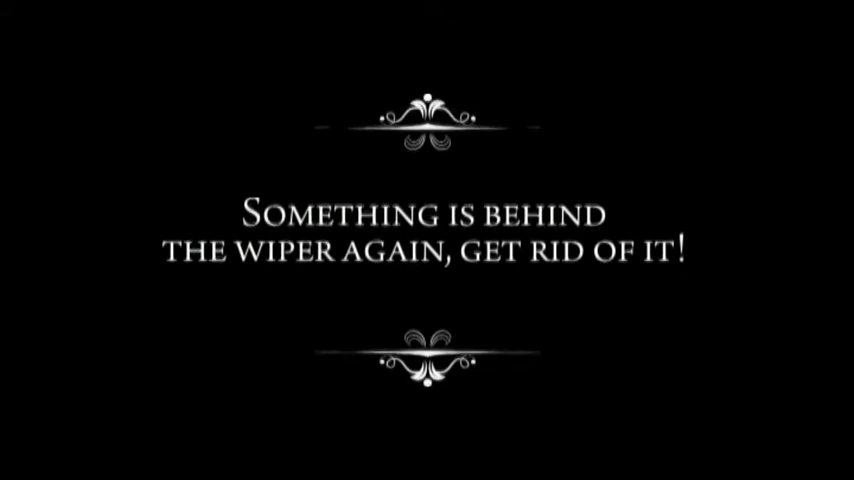 Something is behind
the wiper again, get rid of it!